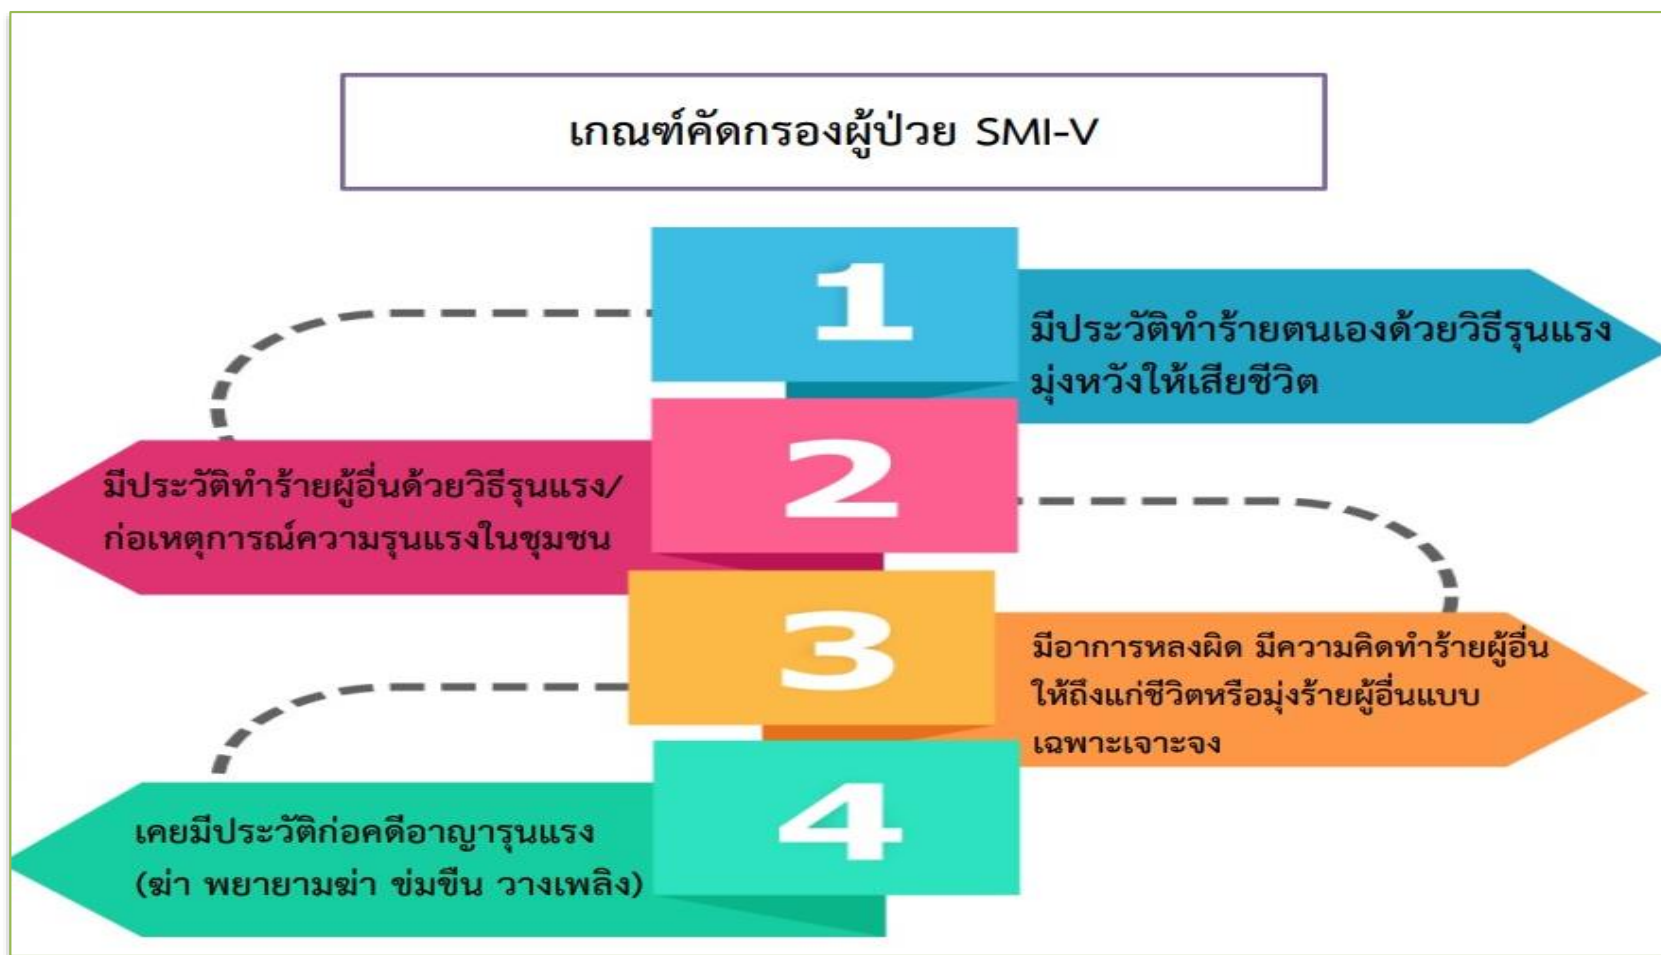 เกณฑ์คัดกรองผู้ป่วย SMI-V
1
มีประวัติทำร้ายตนเองด้วยวิธีรุนแรง
มุ่งหวังให้เสียชีวิต
2
มีประวัติทำร้ายผู้อื่นด้วยวิธีรุนแรง/
ก่อเหตุการณ์ความรุนแรงในชุมชน
3
มีอาการหลงผิด มีความคิดทำร้ายผู้อื่น
ให้ถึงแก่ชีวิตหรือมุ่งร้ายผู้อื่นแบบ
เฉพาะเจาะจง
4
เคยมีประวัติก่อคดีอาญารุนแรง
(ฆ่า พยายามฆ่า ข่มขืน วางเพลิง)